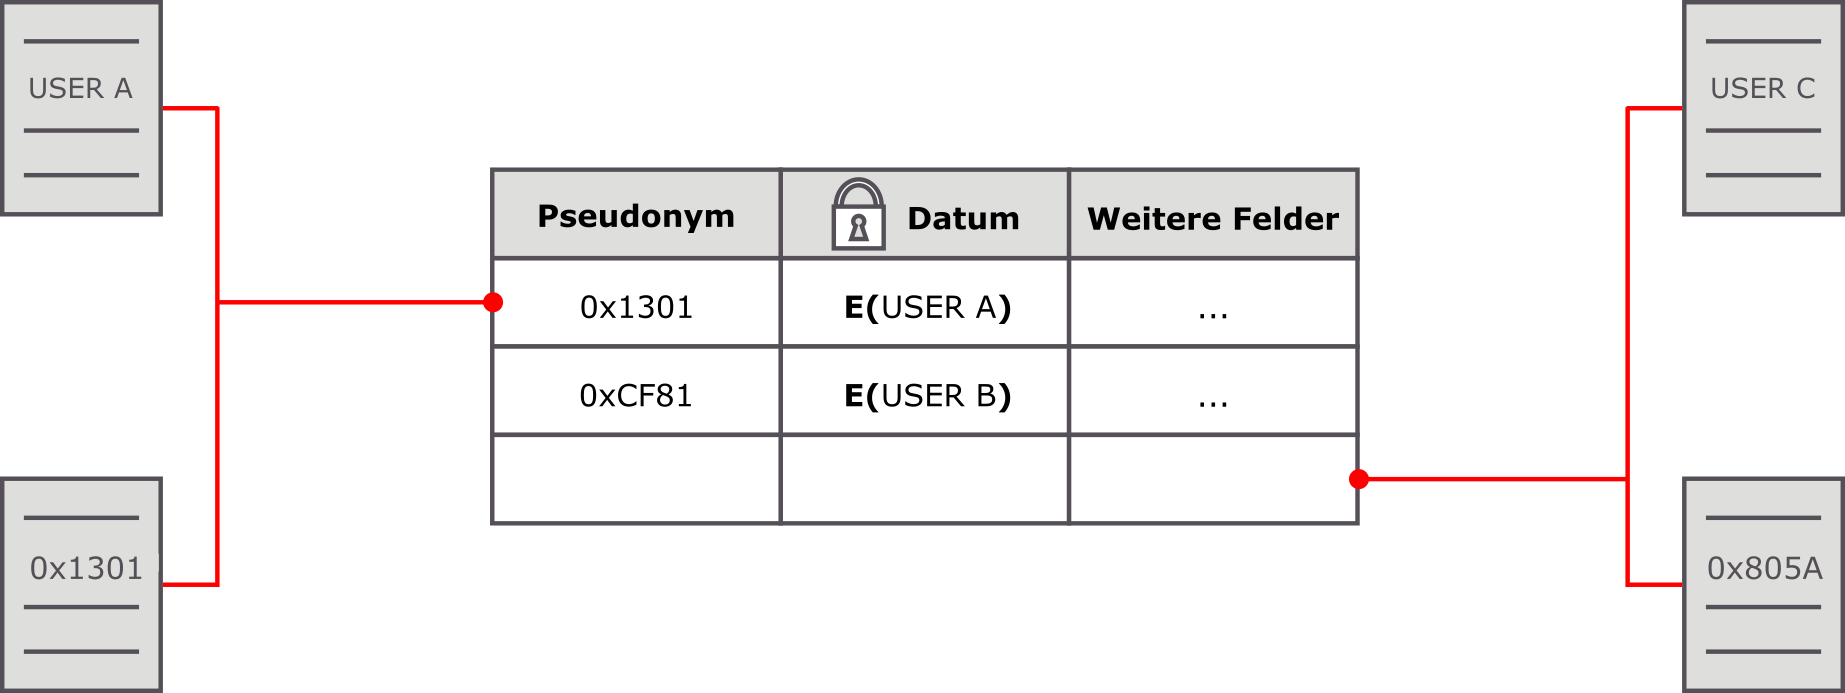 USER A
USER C
Pseudonym Datum Weitere Felder
0x1301 E(USER A) ...
0xCF81 E(USER B) ...
0x1301
0x805A